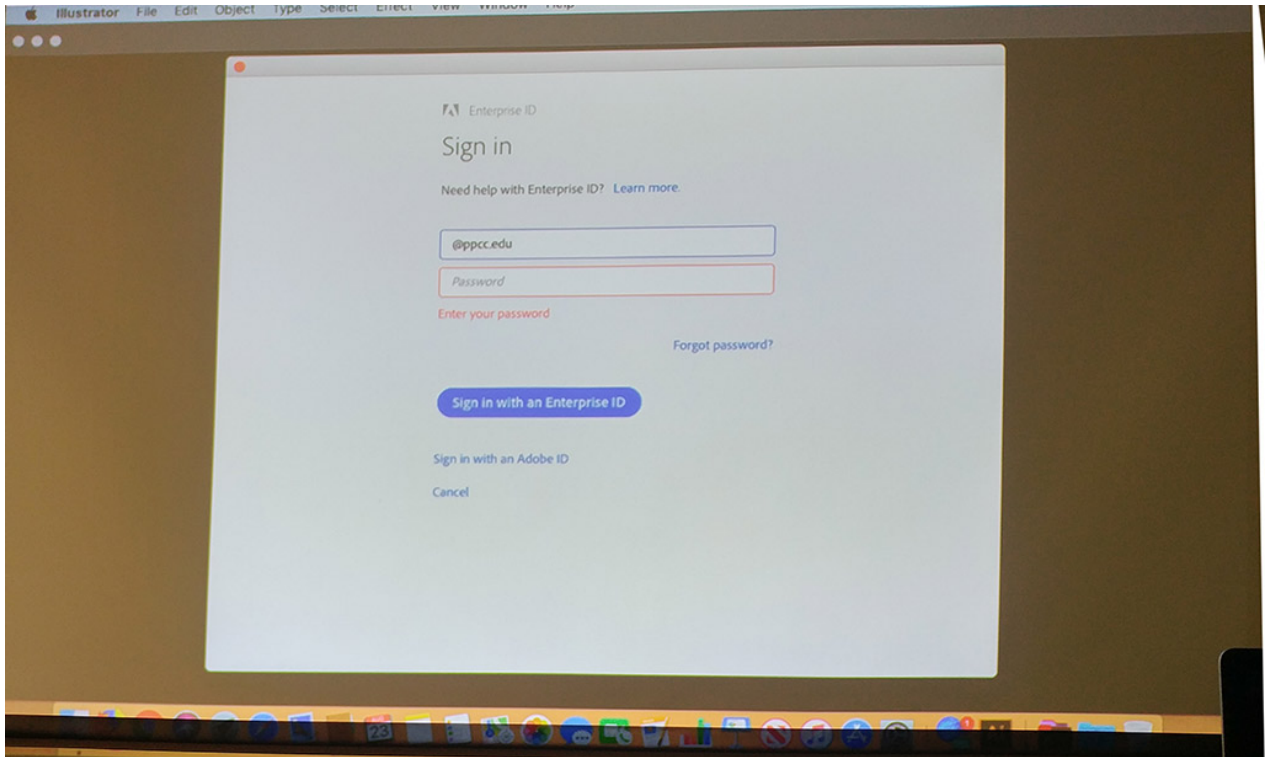 Illustrator File Edit Object Type Select Effect View Window Help
Enterprise ID
Sign in
Need help with Enterprise ID? Learn more.
@ppcc.edu
Password
Enter your password
Forgot password?
Sign in with an Enterprise ID
Sign in with an Adobe ID
Cancel
23